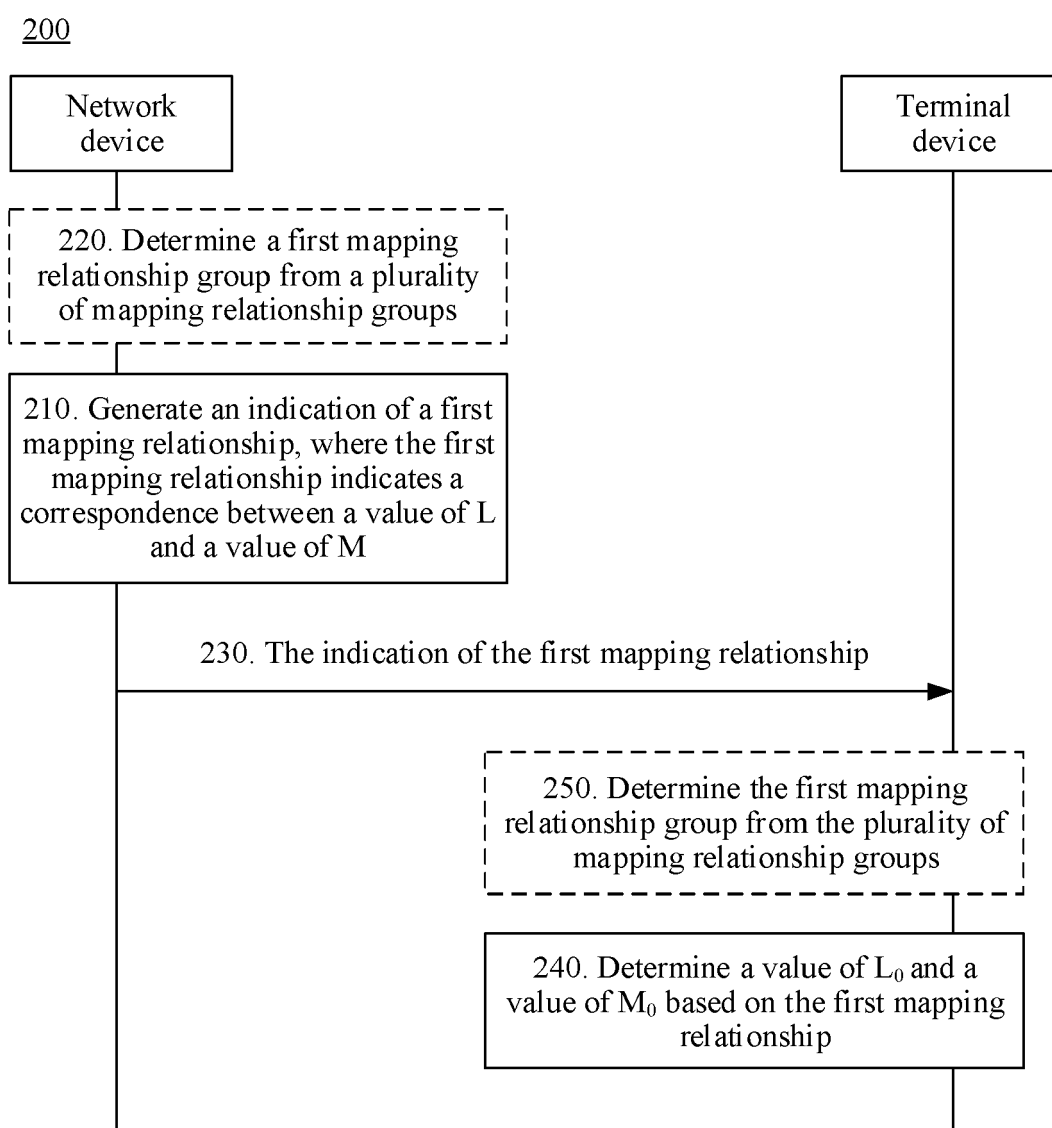 200
Network
device
Terminal
device
220. Determine a first mapping
relationship group from a plurality
of mapping relationship groups
210. Generate an indication of a first
mapping relationship, where the first
mapping relationship indicates a
correspondence between a value of L
and a value of M
230. The indication of the first mapping relationship
250. Determine the first mapping
relationship group from the plurality of
mapping relationship groups
240. Determine a value of L₀ and a
value of M₀ based on the first mapping
relationship